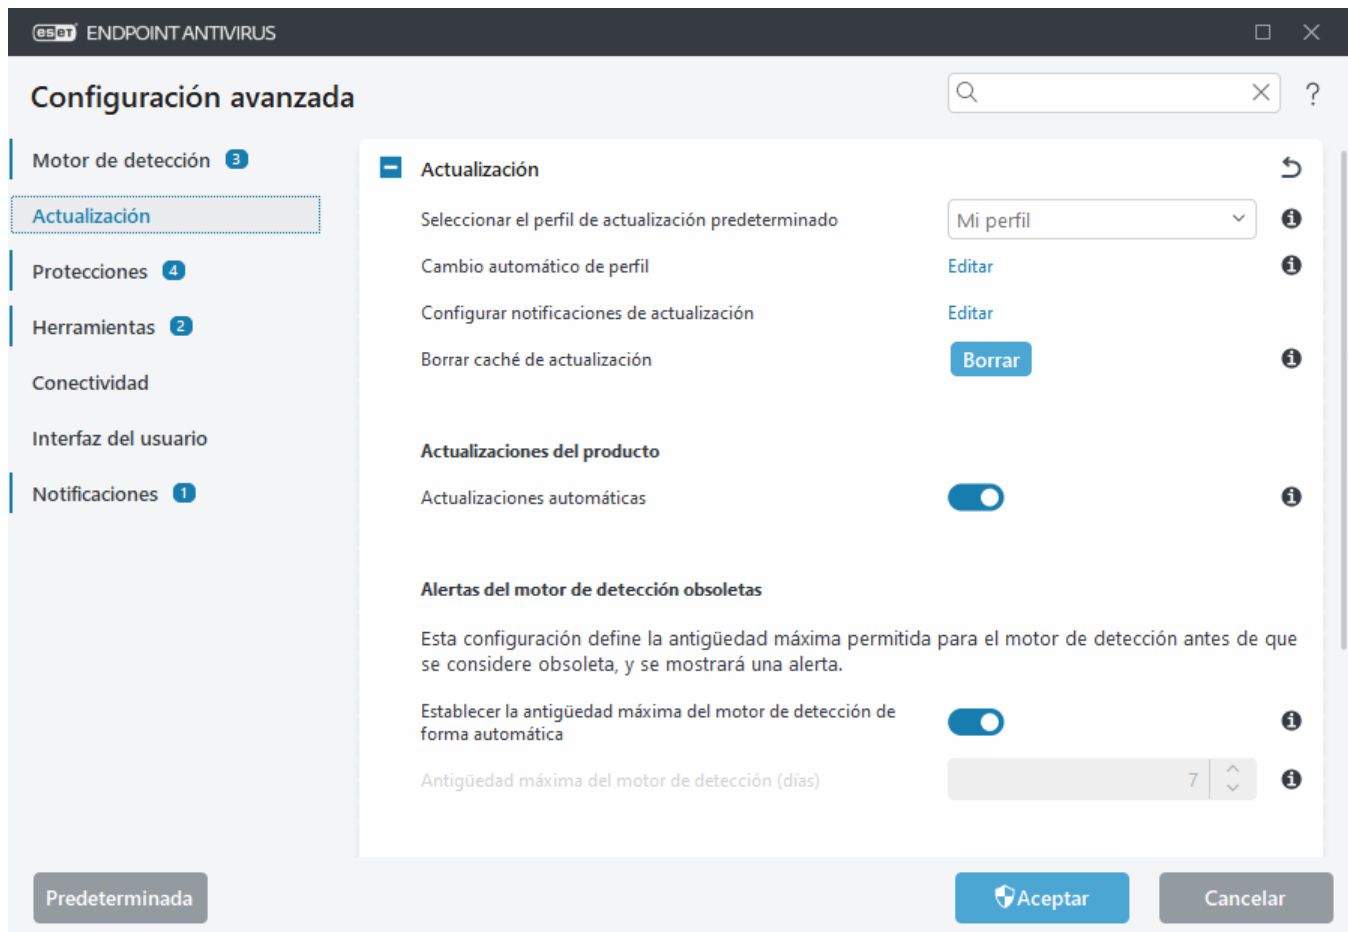 eseT ENDPOINT ANTIVIRUS
Configuración avanzada
?
Motor de detección 3
Actualización
Protecciones 4
Herramientas 2
Conectividad
Interfaz del usuario
Notificaciones 1
Actualización
Seleccionar el perfil de actualización predeterminado
Mi perfil
Cambio automático de perfil
Editar
Configurar notificaciones de actualización
Editar
Borrar caché de actualización
Borrar
Actualizaciones del producto
Actualizaciones automáticas
Alertas del motor de detección obsoletas
Esta configuración define la antigüedad máxima permitida para el motor de detección antes de que
se considere obsoleta, y se mostrará una alerta.
Establecer la antigüedad máxima del motor de detección de
forma automática
Antigüedad máxima del motor de detección (días)
7
Predeterminada
Aceptar
Cancelar